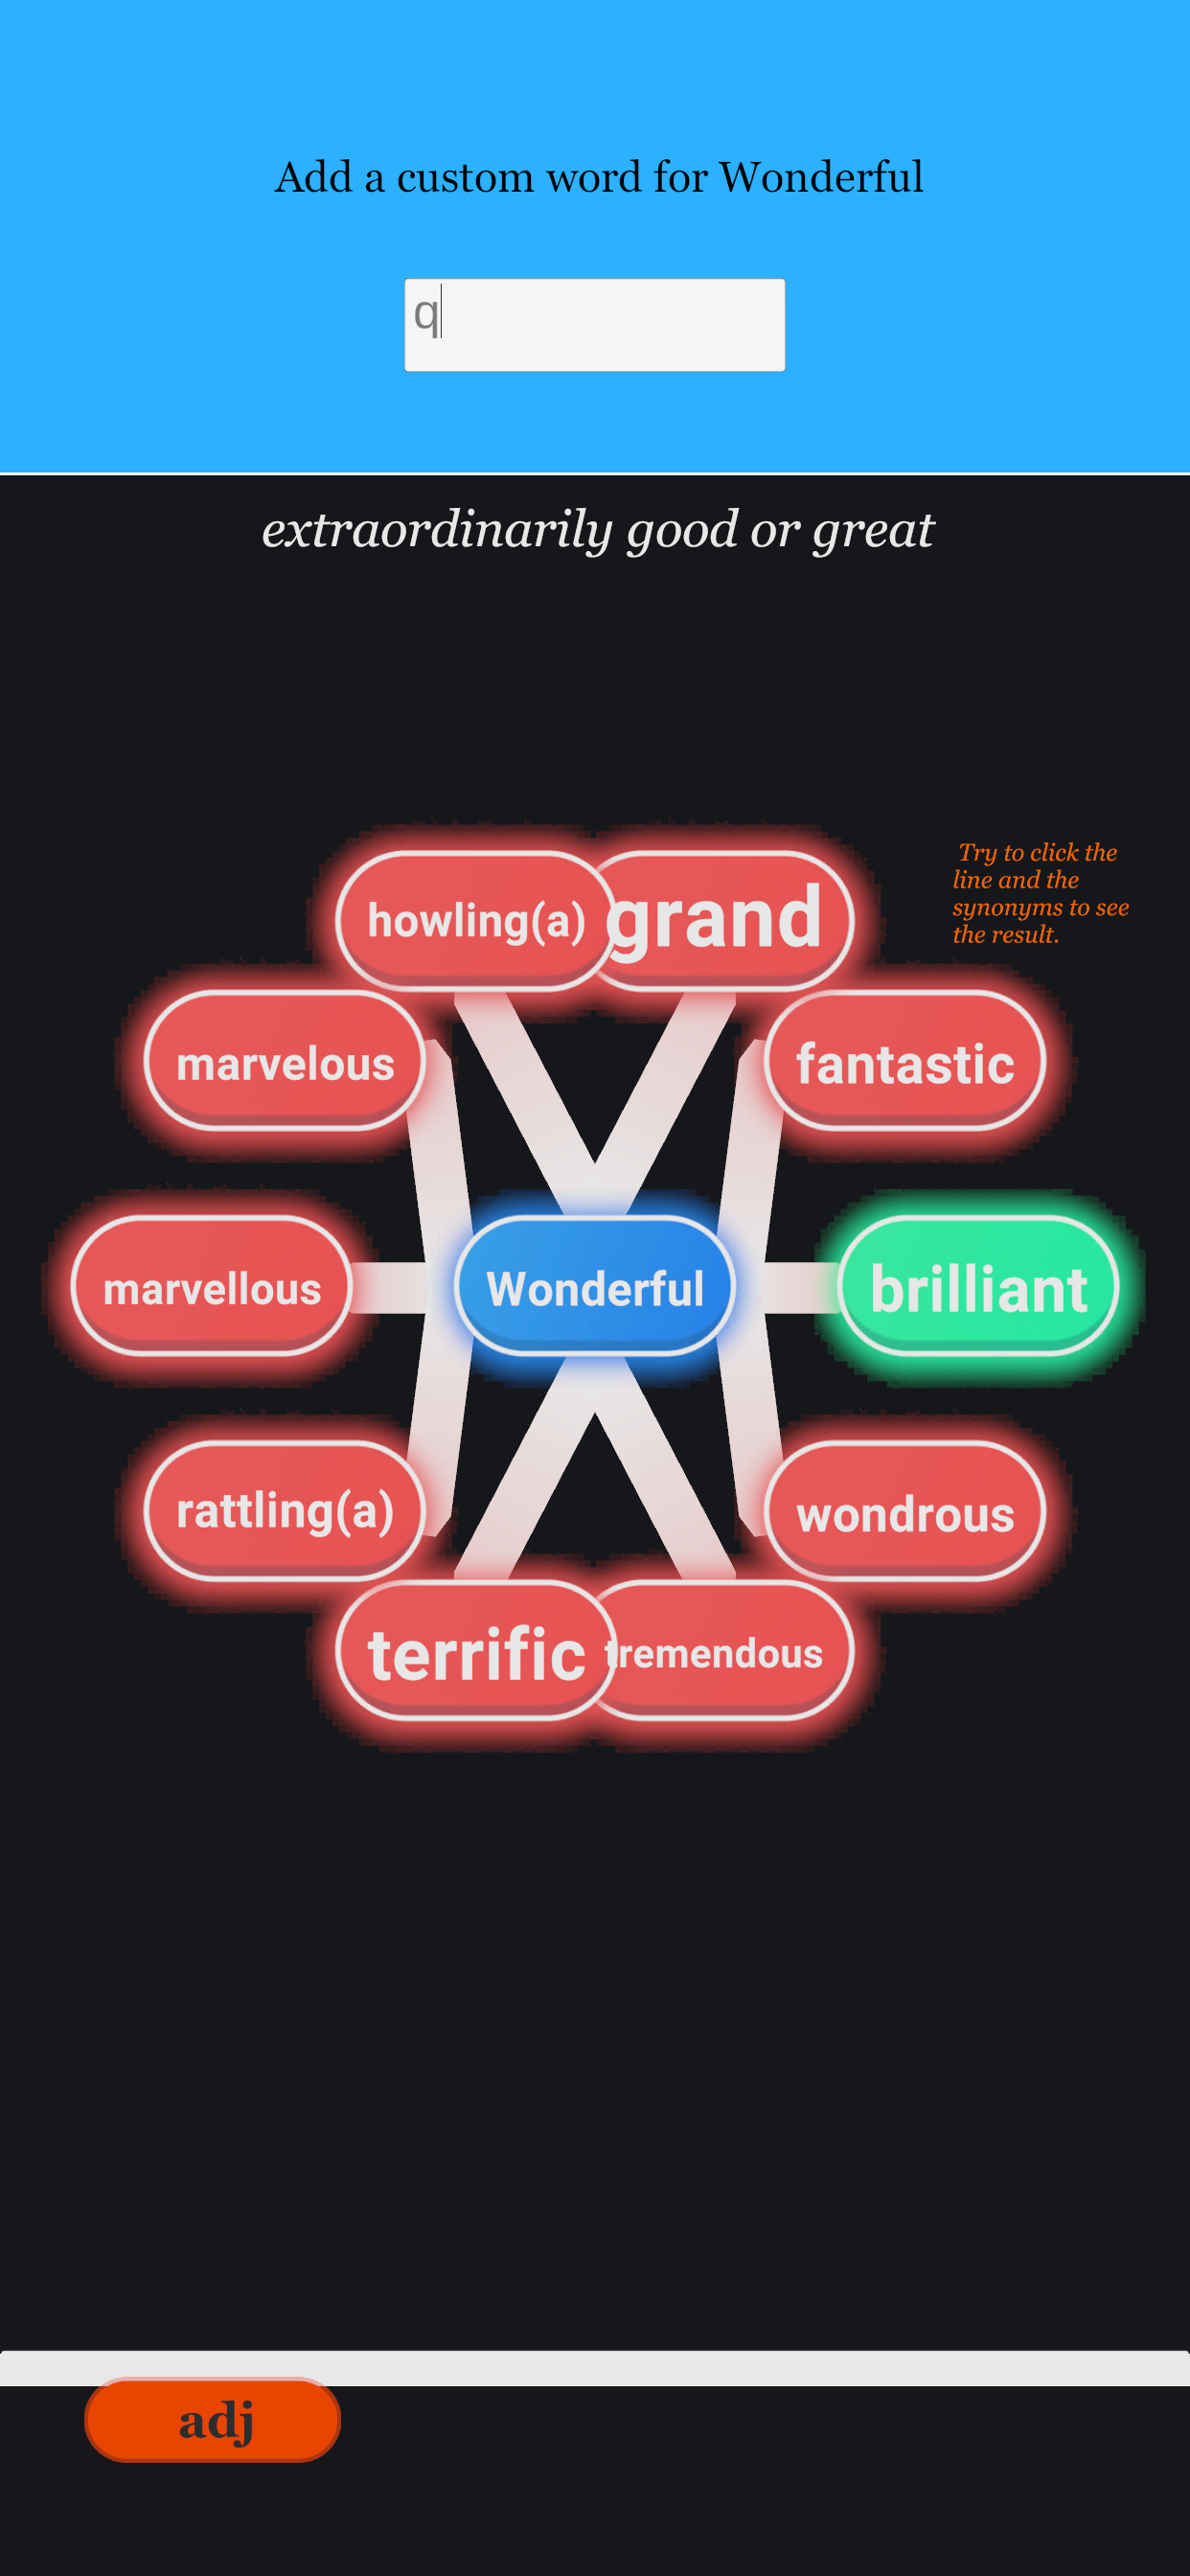 Add a custom word for Wonderful
q
extraordinarily good or great
Try to click the
line and the
synonyms to see
the result.
howling(a) grand
marvelous fantastic
marvellous Wonderful brilliant
rattling(a) wondrous
terrific tremendous
adj